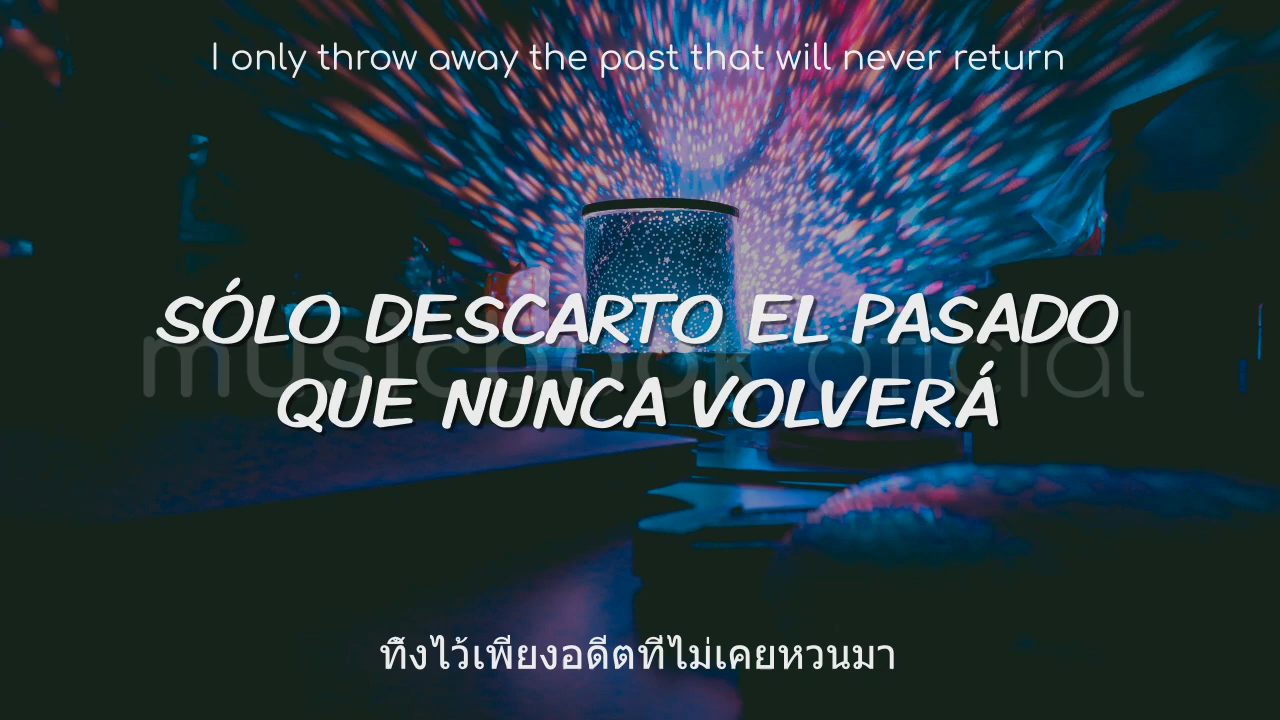 I only throw away the past that will never return
SÓLO DESCARTO EL PASADO
musicbook oficial
QUE NUNCA VOLVERÁ
ทิ้งไว้เพียงอดีตที่ไม่เคยหวนมา